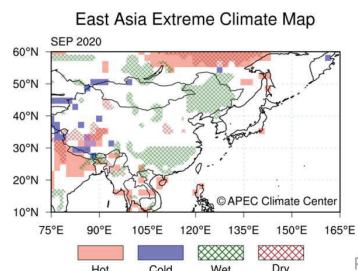 East Asia Extreme Climate Map
SEP 2020
60°N
50°N
40°N
30°N
20°N
10°N
©APEC Climate Center
75°E 90°E 105°E 120°E 135°E 150°E 165°E
Hot Cold Wet Dry